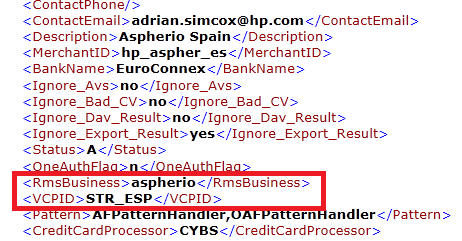 <ContactPhone/>
<ContactEmail>adrian.simcox@hp.com</ContactEmail>
<Description>Aspherio Spain</Description>
<MerchantID>hp_aspher_es</MerchantID>
<BankName>EuroConnex</BankName>
<Ignore_Avs>no</Ignore_Avs>
<Ignore_Bad_CV>no</Ignore_Bad_CV>
<Ignore_Dav_Result>no</Ignore_Dav_Result>
<Ignore_Export_Result>yes</Ignore_Export_Result>
<Status>A</Status>
<OneAuthFlag>n</OneAuthFlag>
<RmsBusiness>aspherio</RmsBusiness>
<VCPID>STR_ESP</VCPID>
<Pattern>AFPatternHandler,OAFPatternHandler</Pattern>
<CreditCardProcessor>CYBS</CreditCardProcessor>